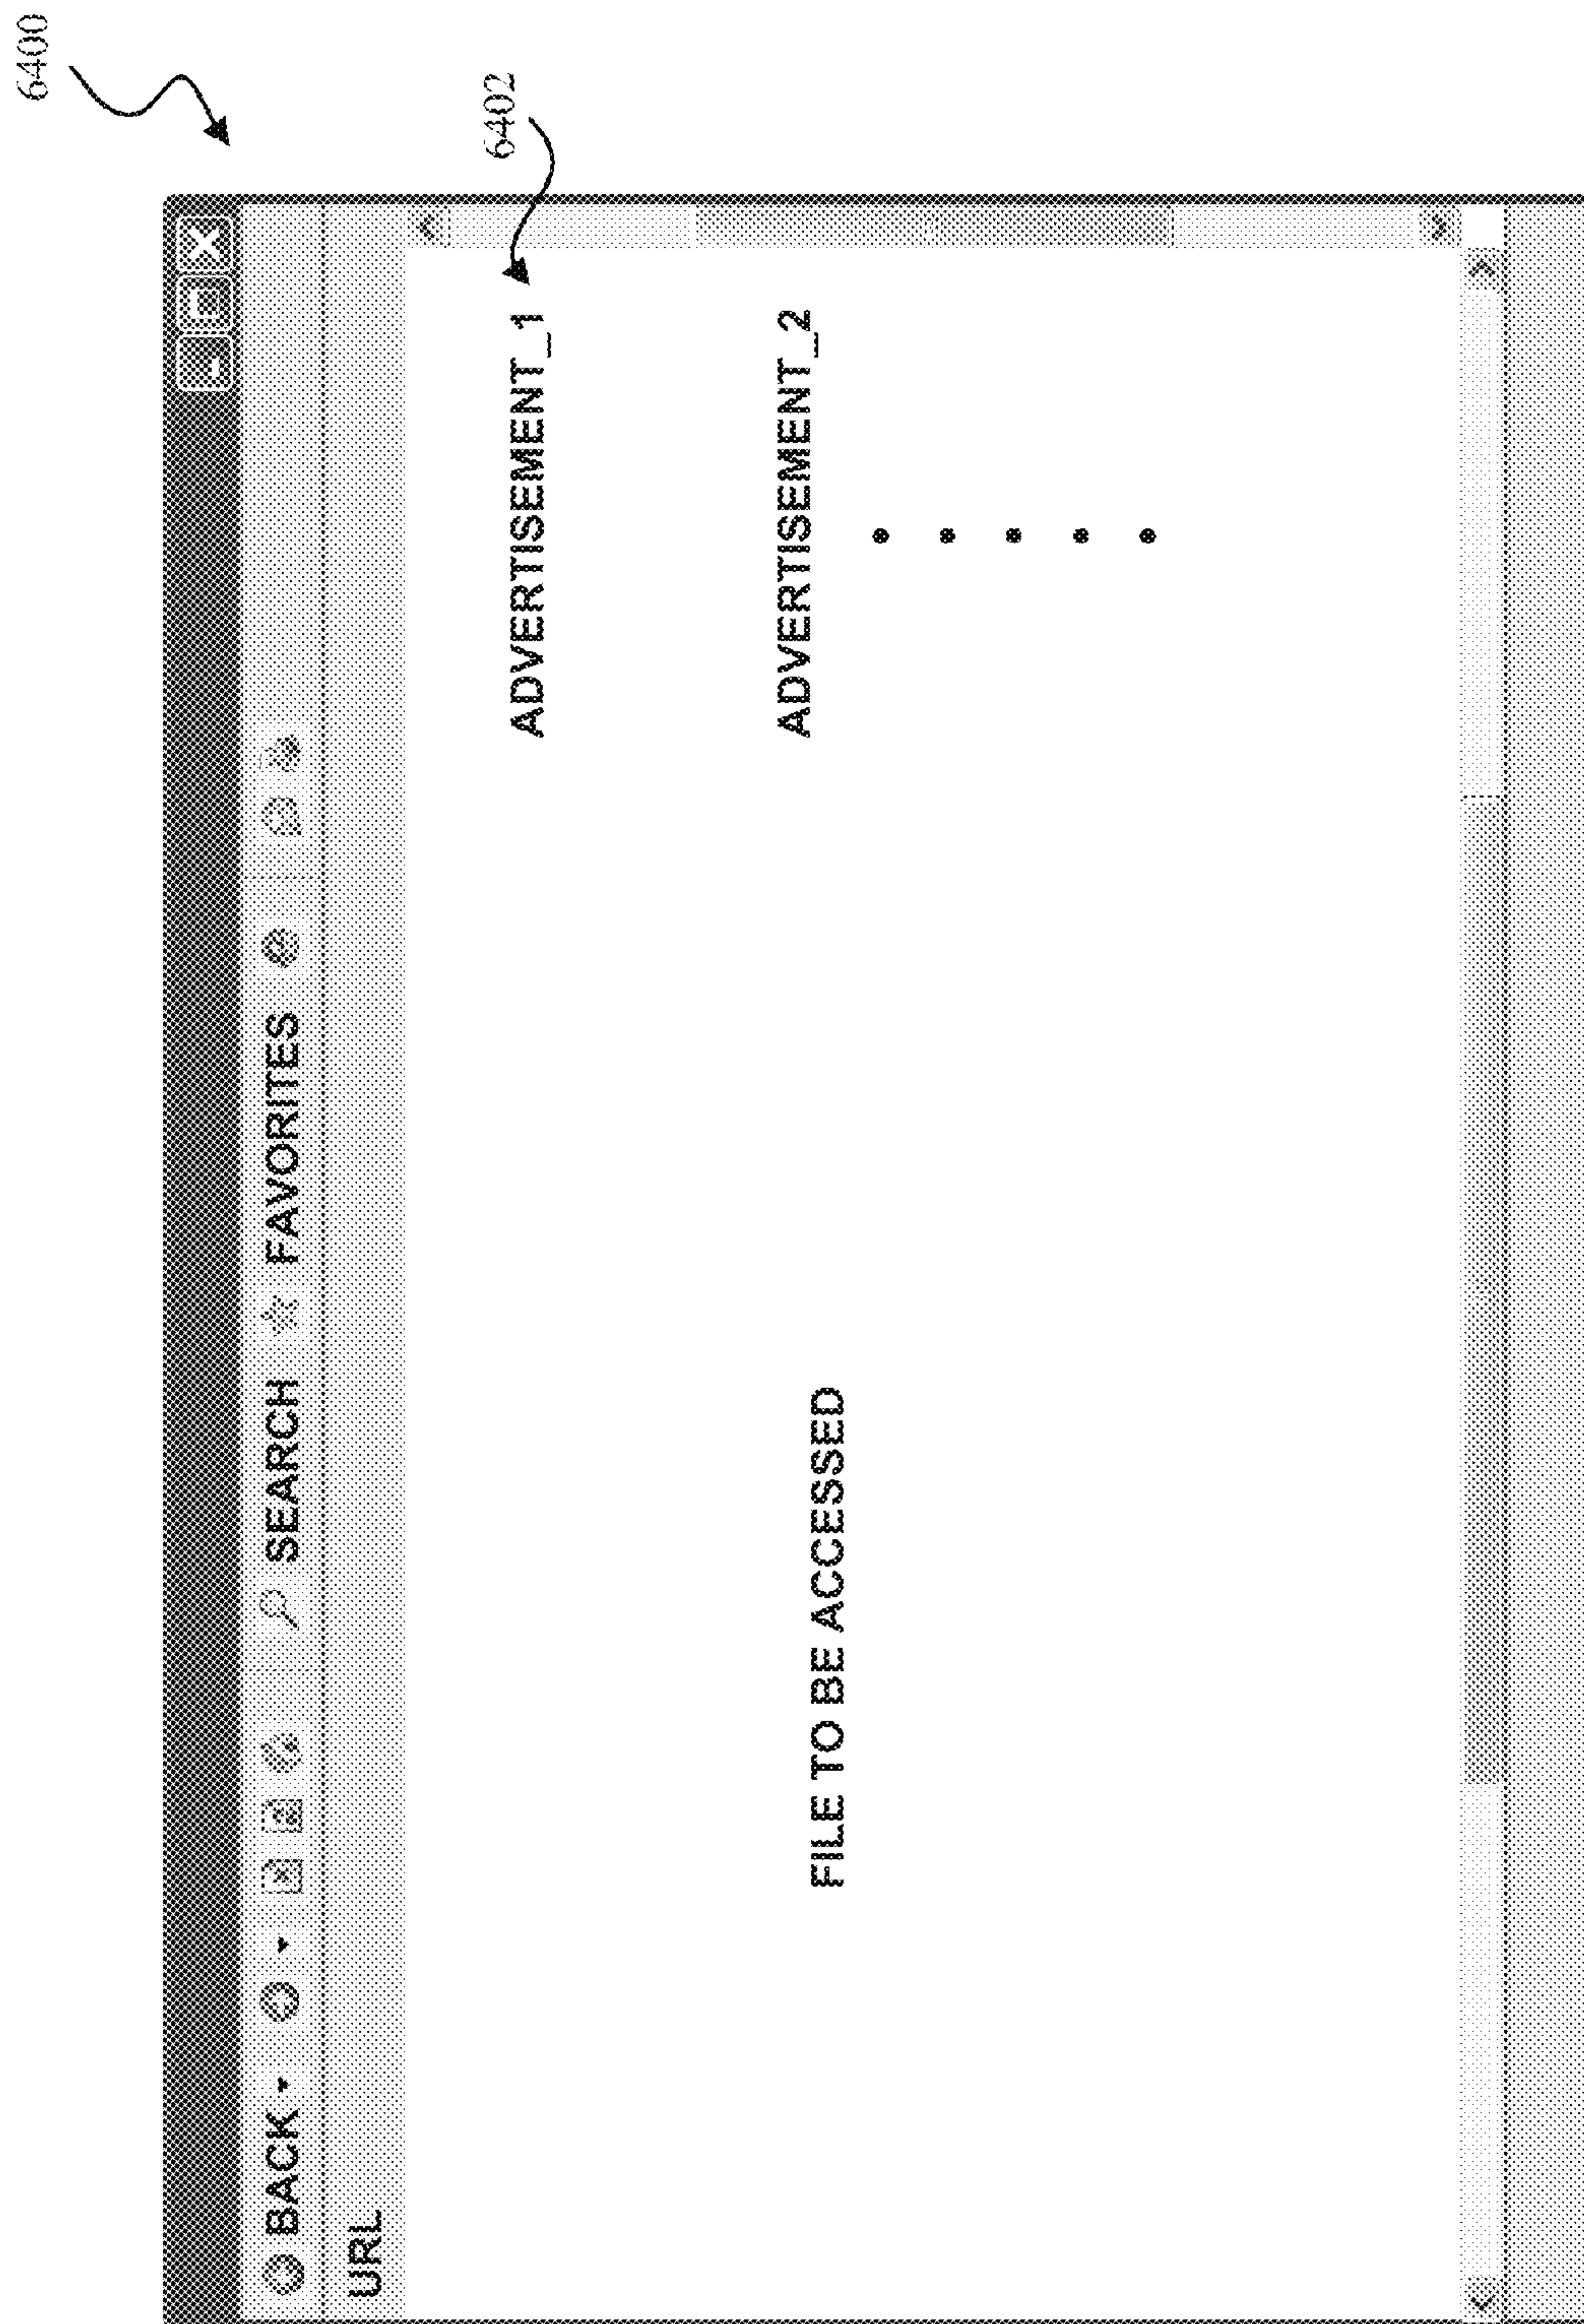 6400
BACK SEARCH FAVORITES
URL
6402
ADVERTISEMENT_1
ADVERTISEMENT_2
FILE TO BE ACCESSED